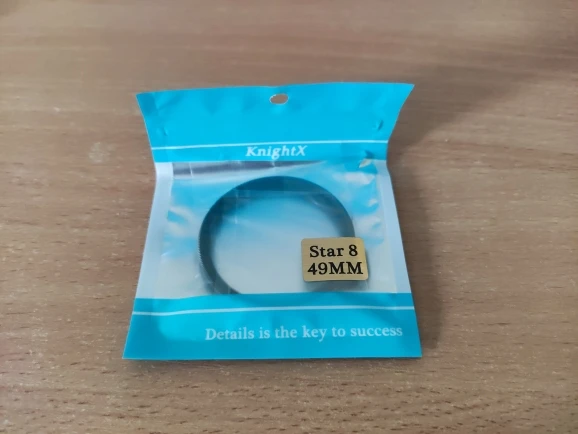 KnightX
Star 8
49MM
Details is the key to success